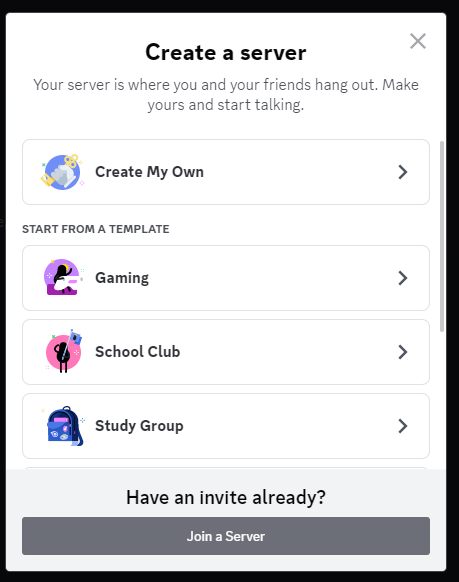 Create a server
Your server is where you and your friends hang out. Make
yours and start talking.
Create My Own
START FROM A TEMPLATE
Gaming
School Club
Study Group
Have an invite already?
Join a Server